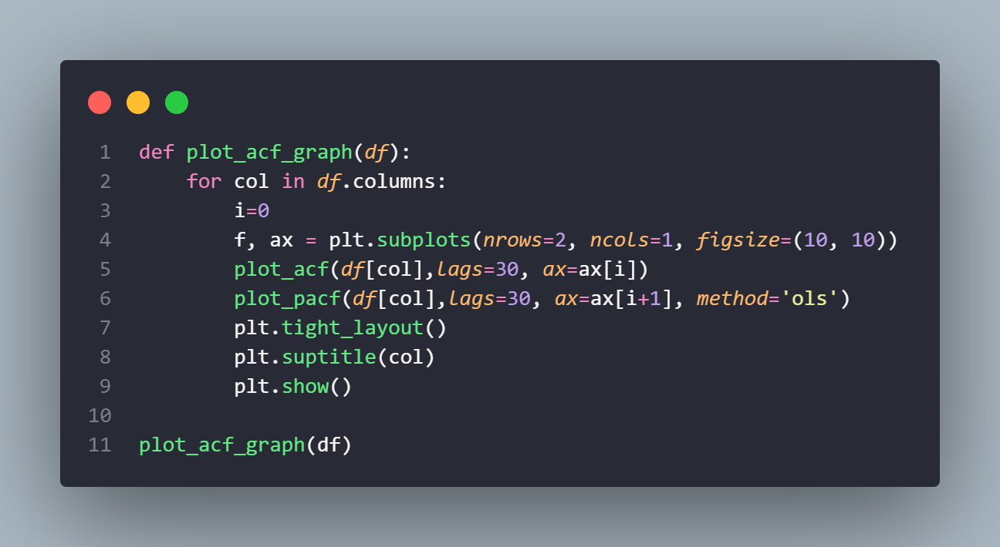 1 def plot_acf_graph(df):
2     for col in df.columns:
3         i=0
4         f, ax = plt.subplots(nrows=2, ncols=1, figsize=(10, 10))
5         plot_acf(df[col],lags=30, ax=ax[i])
6         plot_pacf(df[col],lags=30, ax=ax[i+1], method='ols')
7         plt.tight_layout()
8         plt.suptitle(col)
9         plt.show()
10
11 plot_acf_graph(df)